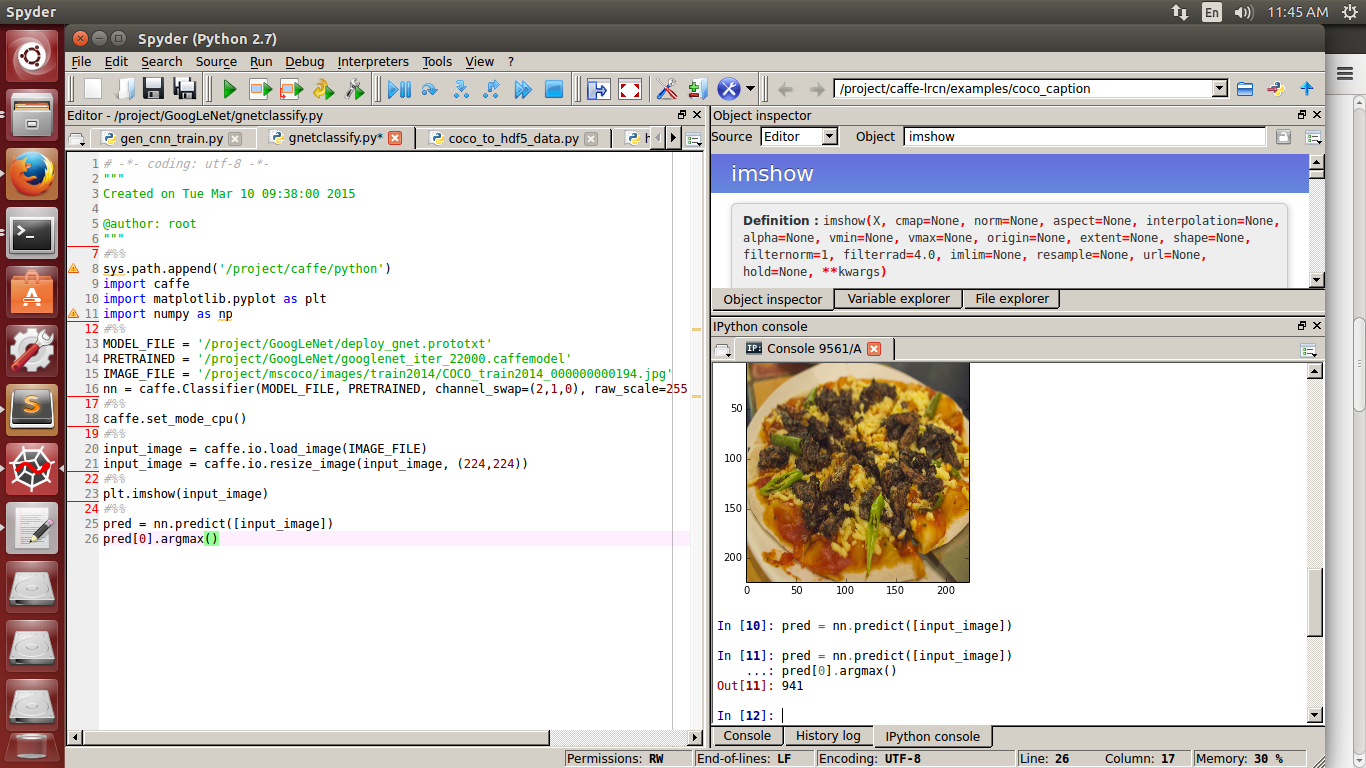 Spyder
En
11:45 AM
Spyder (Python 2.7)
File Edit Search Source Run Debug Interpreters Tools View ?
/project/caffe-lrcn/examples/coco_caption
Editor - /project/GoogLeNet/gnetclassify.py
gen_cnn_train.py gnetclassify.py* coco_to_hdf5_data.py
1 # -*- coding: utf-8 -*-
2 """
3 Created on Tue Mar 10 09:38:00 2015
4
5 @author: root
6 """
7 #%%
8 sys.path.append('/project/caffe/python')
9 import caffe
10 import matplotlib.pyplot as plt
11 import numpy as np
12 #%%
13 MODEL_FILE = '/project/GoogLeNet/deploy_gnet.prototxt'
14 PRETRAINED = '/project/GoogLeNet/googlenet_iter_22000.caffemodel'
15 IMAGE_FILE = '/project/mscoco/images/train2014/COCO_train2014_000000000194.jpg'
16 nn = caffe.Classifier(MODEL_FILE, PRETRAINED, channel_swap=(2,1,0), raw_scale=255
17 #%%
18 caffe.set_mode_cpu()
19 #%%
20 input_image = caffe.io.load_image(IMAGE_FILE)
21 input_image = caffe.io.resize_image(input_image, (224,224))
22 #%%
23 plt.imshow(input_image)
24 #%%
25 pred = nn.predict([input_image])
26 pred[0].argmax()
Object inspector
Source Editor Object imshow
imshow
Definition : imshow(X, cmap=None, norm=None, aspect=None, interpolation=None,
alpha=None, vmin=None, vmax=None, origin=None, extent=None, shape=None,
filternorm=1, filterrad=4.0, imlim=None, resample=None, url=None,
hold=None, **kwargs)
Object inspector Variable explorer File explorer
IPython console
IP: Console 9561/A
50
100
150
200
0 50 100 150 200
In [10]: pred = nn.predict([input_image])
In [11]: pred = nn.predict([input_image])
...: pred[0].argmax()
Out[11]: 941
In [12]:
Console History log IPython console
Permissions: RW End-of-lines: LF Encoding: UTF-8 Line: 26 Column: 17 Memory: 30 %